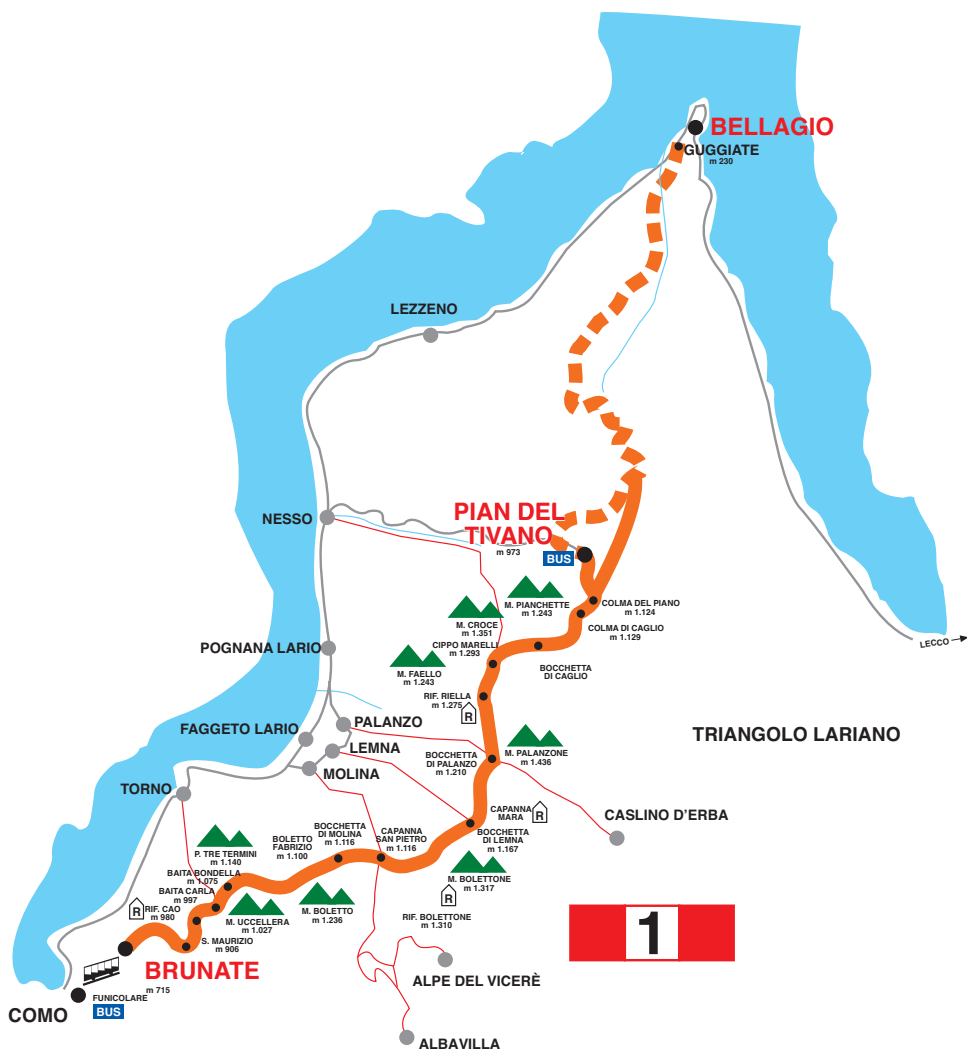 BELLAGIO
GUGGIATE
m 230
LEZZENO
NESSO
PIAN DEL
TIVANO
m 973
BUS
M. PIANCHETTE
m 1.243
COLMA DEL PIANO
m 1.124
M. CROCE
m 1.351
COLMA DI CAGLIO
m 1.129
CIPPO MARELLI
m 1.293
POGNANA LARIO
LECCO
M. FAELLO
m 1.243
BOCCHETTA
DI CAGLIO
RIF. RIELLA
m 1.275
R
PALANZO
FAGGETO LARIO
TRIANGOLO LARIANO
LEMNA
M. PALANZONE
m 1.436
BOCCHETTA
DI PALANZO
m 1.210
MOLINA
TORNO
CAPANNA
MARA
R
CASLINO D'ERBA
BOCCHETTA
DI LEMNA
m 1.167
BOCCHETTA
DI MOLINA
m 1.116
CAPANNA
SAN PIETRO
m 1.116
BOLETTO
FABRIZIO
m 1.100
P. TRE TERMINI
m 1.140
BAITA BONDELLA
m 1.075
BAITA CARLA
m 997
M. BOLETTONE
m 1.317
R
RIF. BOLETTONE
m 1.310
R
RIF. CAO
m 980
M. UCCELLERA
m 1.027
M. BOLETTO
m 1.236
S. MAURIZIO
m 906
1
BRUNATE
m 715
ALPE DEL VICERÈ
FUNICOLARE
BUS
COMO
ALBAVILLA